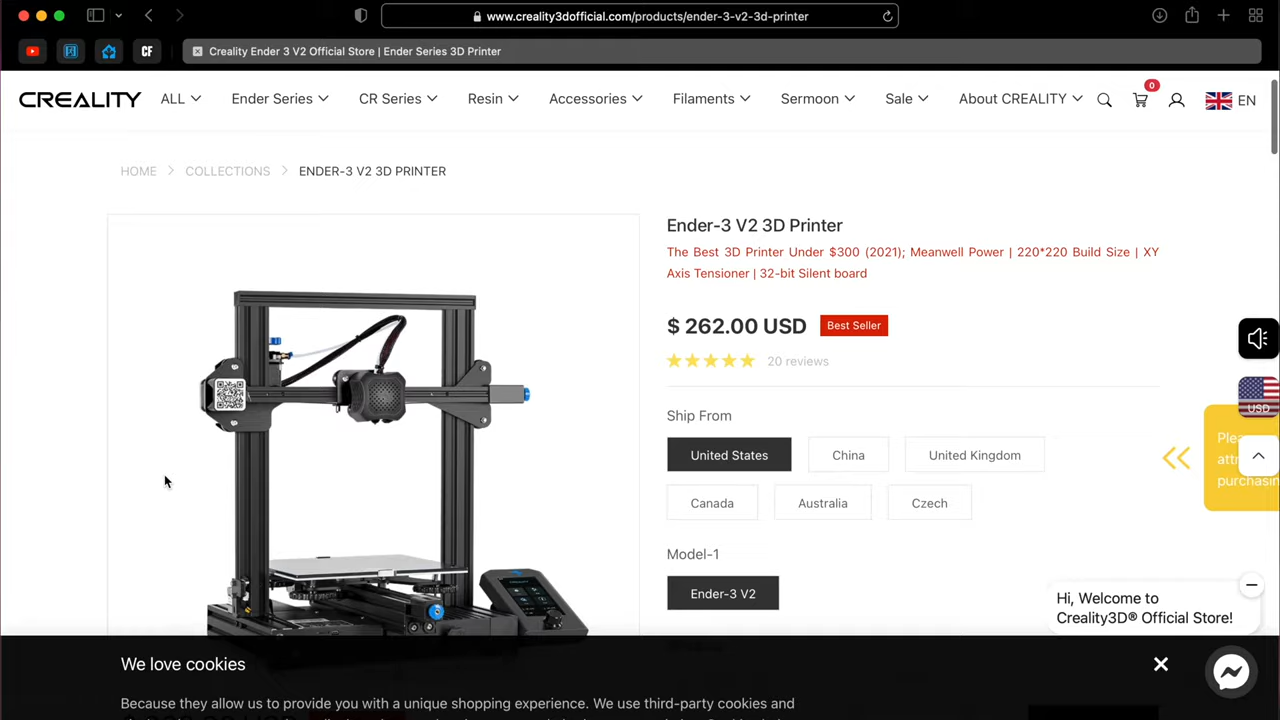 www.creality3dofficial.com/products/ender-3-v2-3d-printer
CF
Creality Ender 3 V2 Official Store | Ender Series 3D Printer
CREALITY
ALL
Ender Series
CR Series
Resin
Accessories
Filaments
Sermoon
Sale
About CREALITY
0
EN
HOME
COLLECTIONS
ENDER-3 V2 3D PRINTER
Ender-3 V2 3D Printer
The Best 3D Printer Under $300 (2021); Meanwell Power | 220*220 Build Size | XY
Axis Tensioner | 32-bit Silent board
$ 262.00 USD
Best Seller
20 reviews
Ship From
United States
China
United Kingdom
Canada
Australia
Czech
Model-1
Ender-3 V2
USD
purchasin
Hi, Welcome to
Creality3D® Official Store!
We love cookies
Because they allow us to provide you with a unique shopping experience. We use third-party cookies and